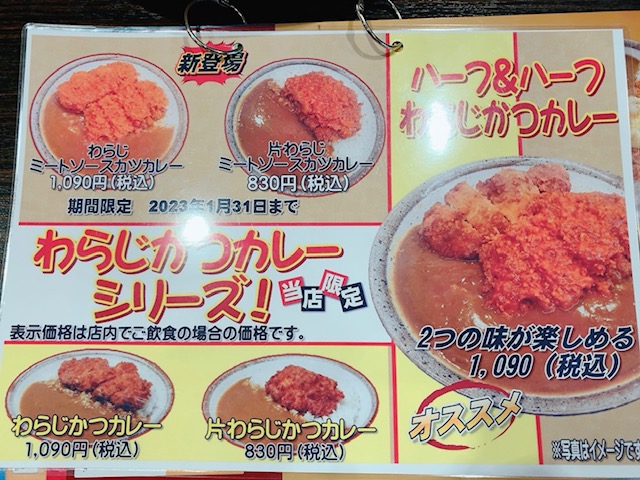 新登場
わらじ
ミートソースカツカレー
1,090円(税込)
片わらじ
ミートソースカツカレー
830円(税込)
期間限定 2023年1月31日まで
わらじかつカレー
シリーズ!
当店限定
表示価格は店内でご飲食の場合の価格です。
わらじかつカレー
1,090円(税込)
片わらじかつカレー
830円(税込)
ハーフ&ハーフ
わらじかつカレー
2つの味が楽しめる
1,090(税込)
オススメ
※写真はイメージです